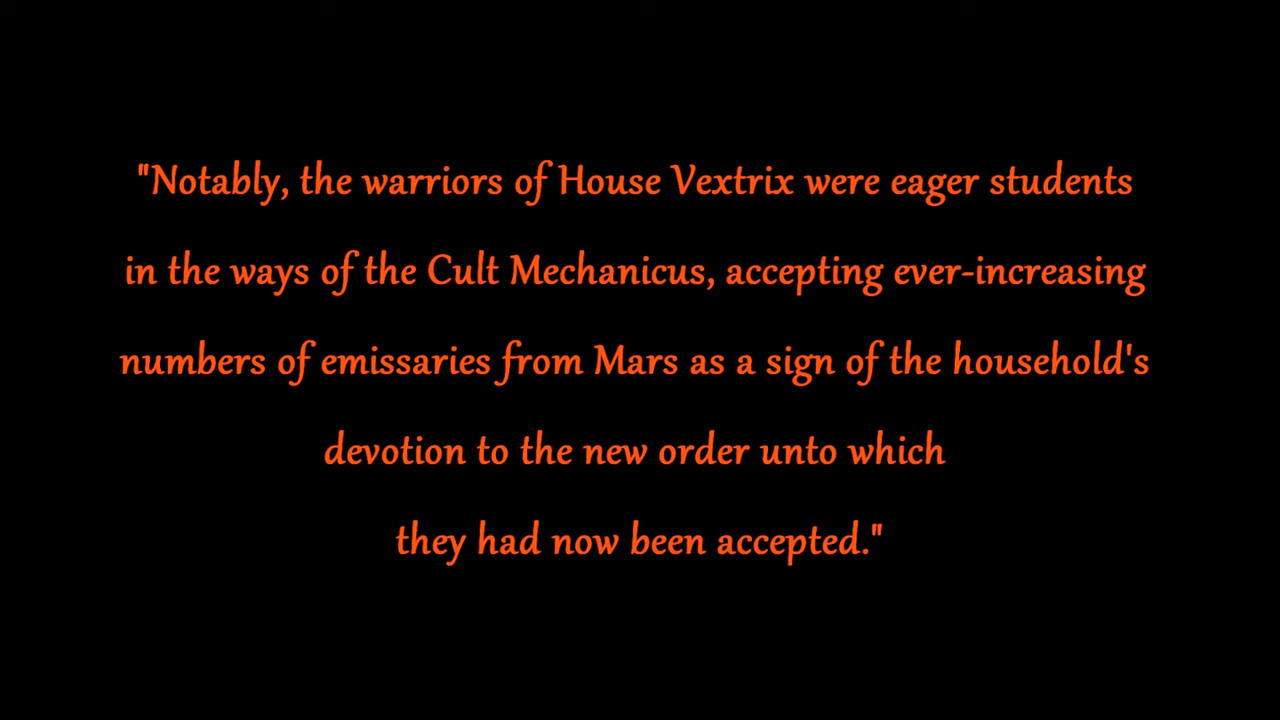 "Notably, the warriors of House Vextrix were eager students
in the ways of the Cult Mechanicus, accepting ever-increasing
numbers of emissaries from Mars as a sign of the household's
devotion to the new order unto which
they had now been accepted."